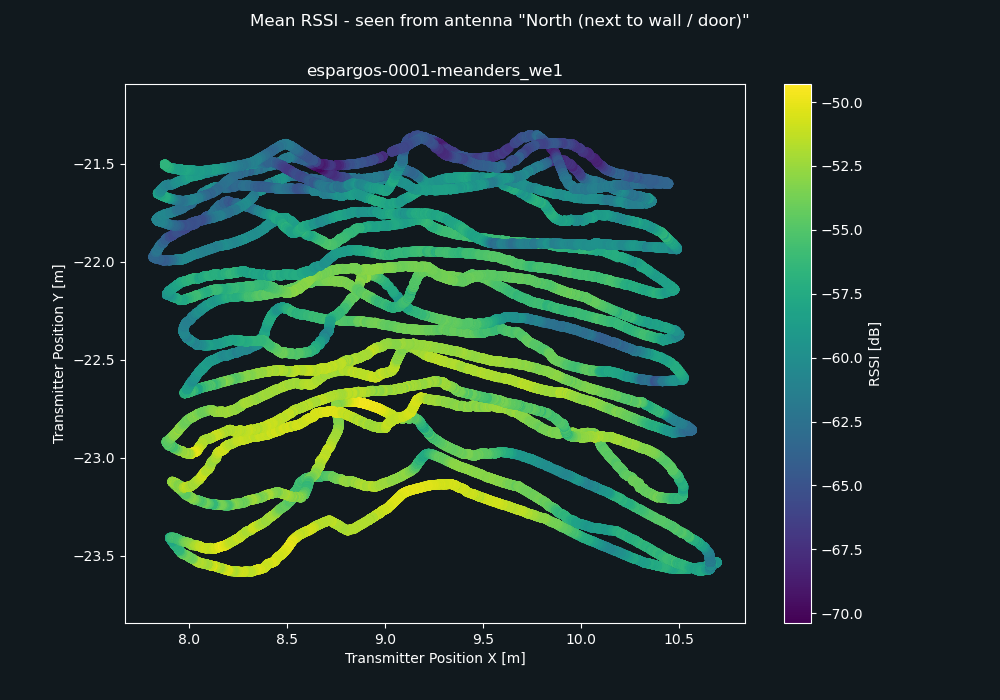 Mean RSSI - seen from antenna "North (next to wall / door)"
espargos-0001-meanders_we1
−21.5
−22.0
−22.5
−23.0
−23.5
Transmitter Position Y [m]
8.0 8.5 9.0 9.5 10.0 10.5
Transmitter Position X [m]
−50.0
−52.5
−55.0
−57.5
−60.0
−62.5
−65.0
−67.5
−70.0
RSSI [dB]